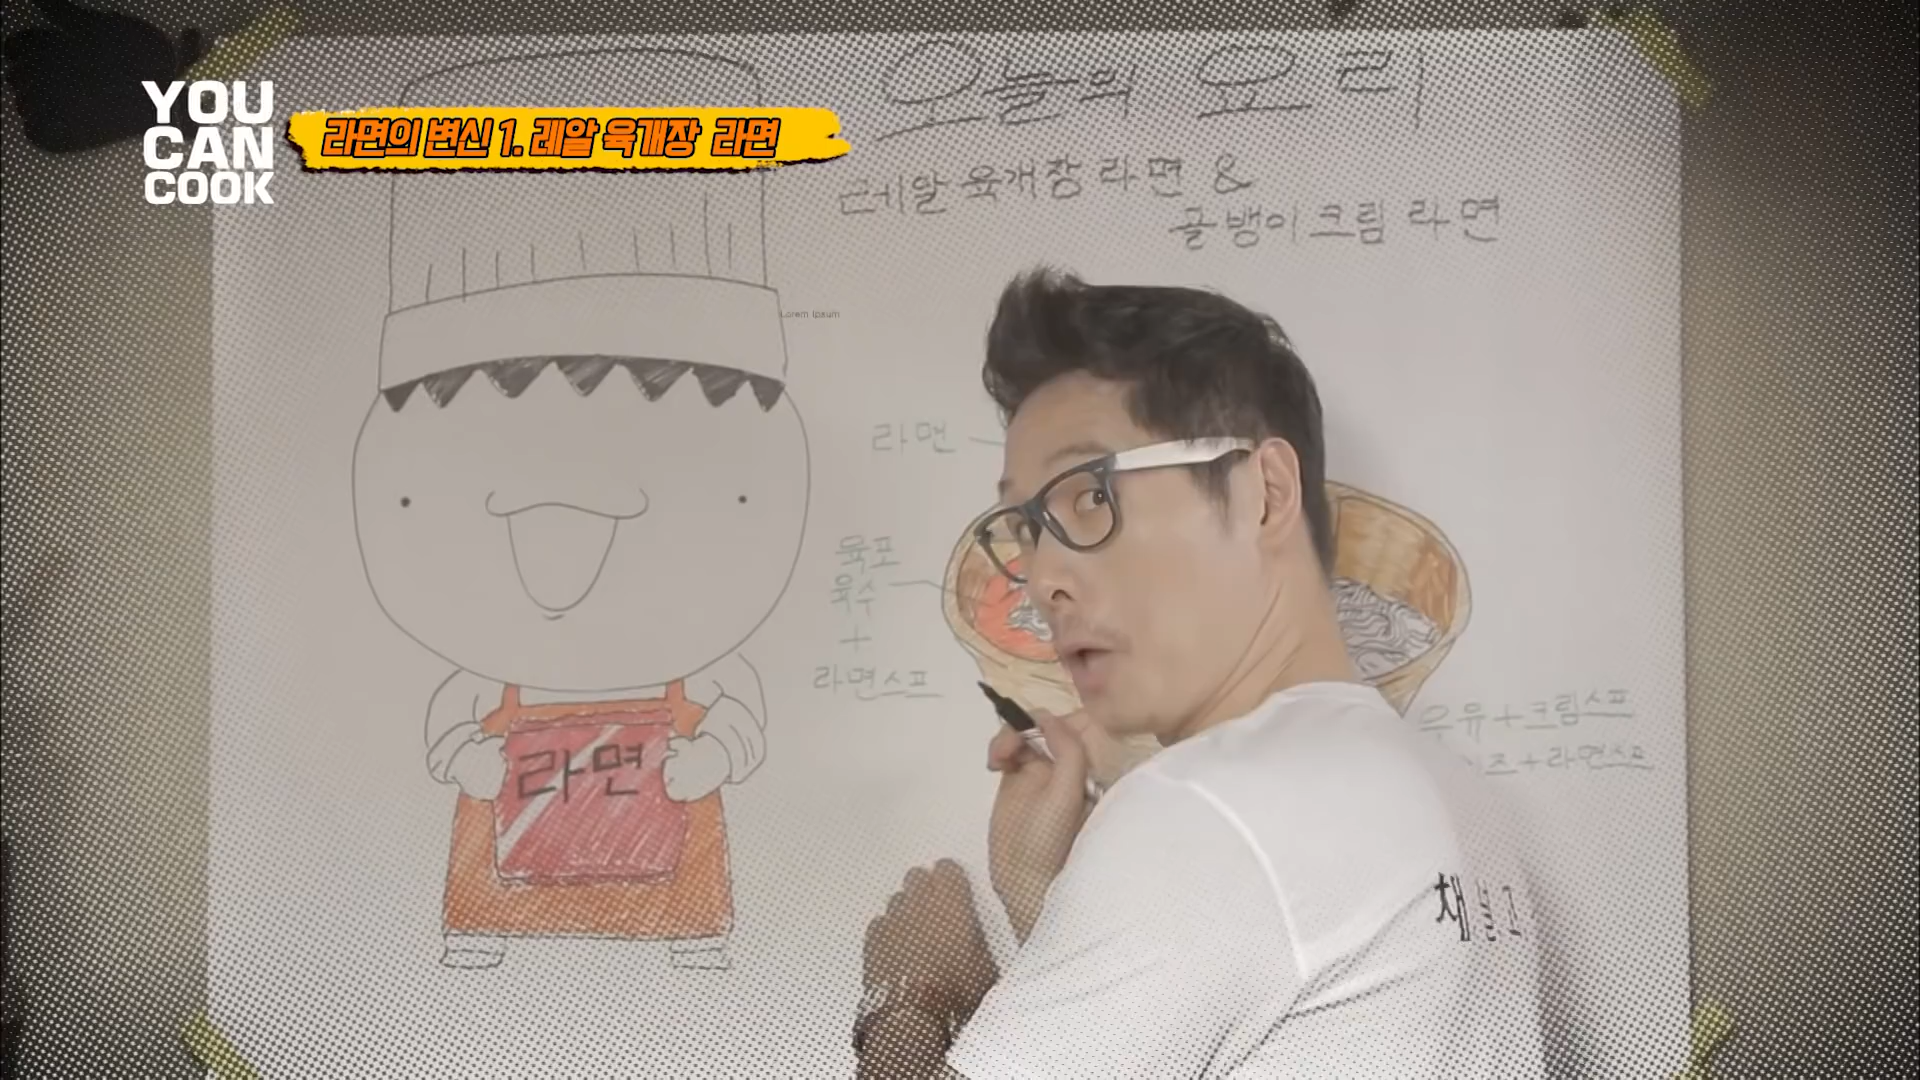 YOU
CAN
COOK
라면의 변신 1. 레알 육개장 라면
오늘의 요리
레알 육개장 라면 &
골뱅이 크림 라면
Lorem Ipsum
라면
육포
육수
+
라면스프
라면
우유+크림스프
즈+라면스프